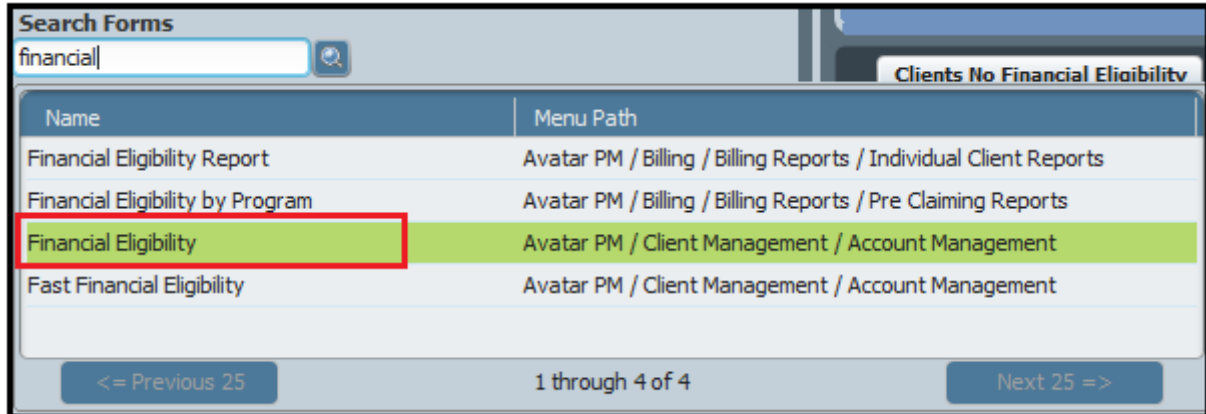 Search Forms
financial
Clients No Financial Eligibility
Name Menu Path
Financial Eligibility Report Avatar PM / Billing / Billing Reports / Individual Client Reports
Financial Eligibility by Program Avatar PM / Billing / Billing Reports / Pre Claiming Reports
Financial Eligibility Avatar PM / Client Management / Account Management
Fast Financial Eligibility Avatar PM / Client Management / Account Management
<= Previous 25 1 through 4 of 4 Next 25 =>